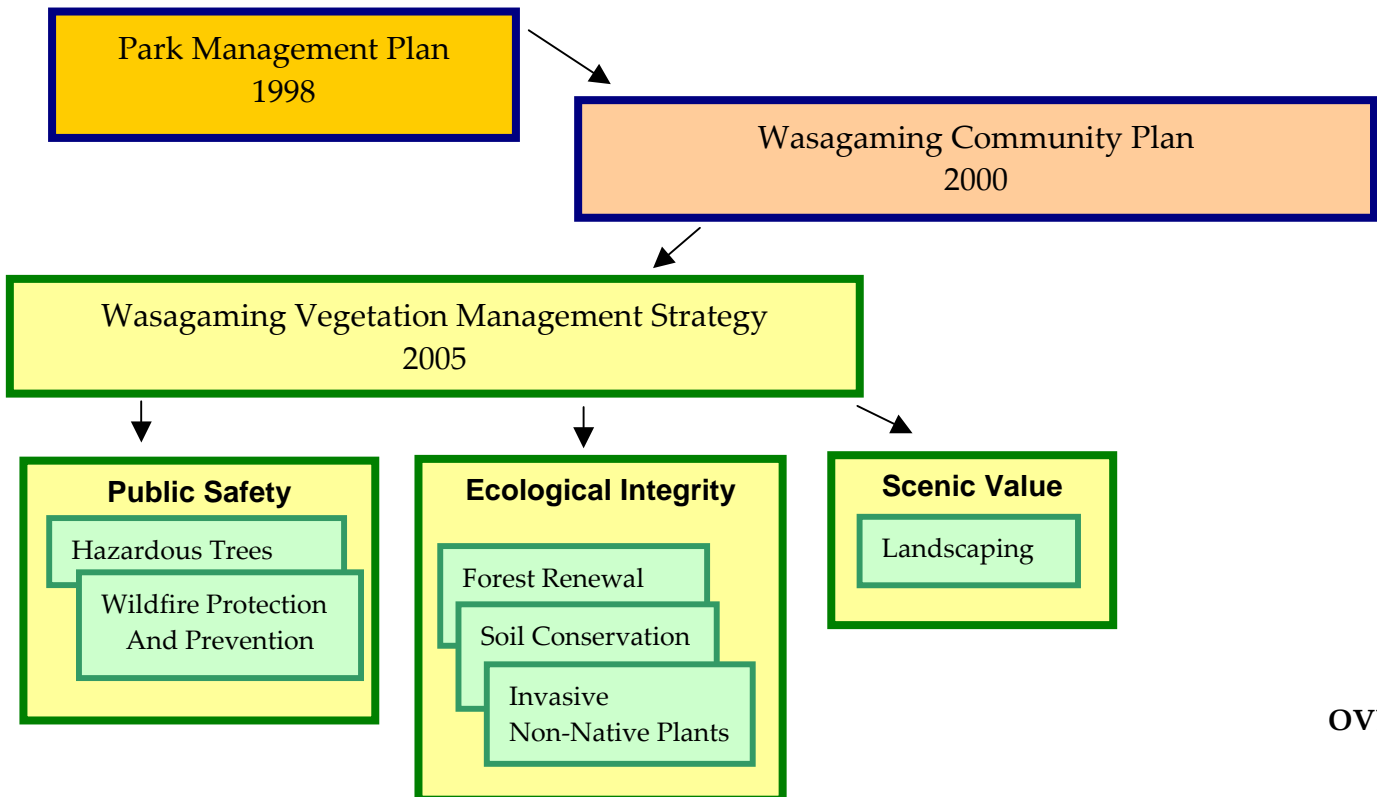 Park Management Plan
1998
Wasagaming Community Plan
2000
Wasagaming Vegetation Management Strategy
2005
Public Safety
Hazardous Trees
Wildfire Protection
And Prevention
Ecological Integrity
Forest Renewal
Soil Conservation
Invasive
Non-Native Plants
Scenic Value
Landscaping